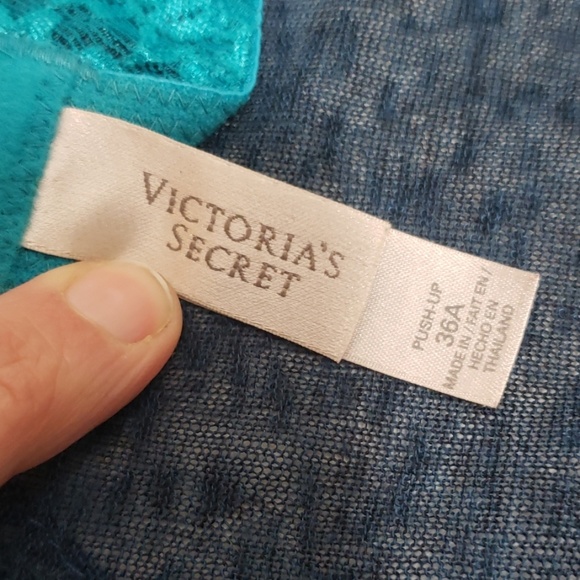 VICTORIA'S
SECRET
PUSH-UP
36A
MADE IN / FAIT EN /
HECHO EN
THAILAND